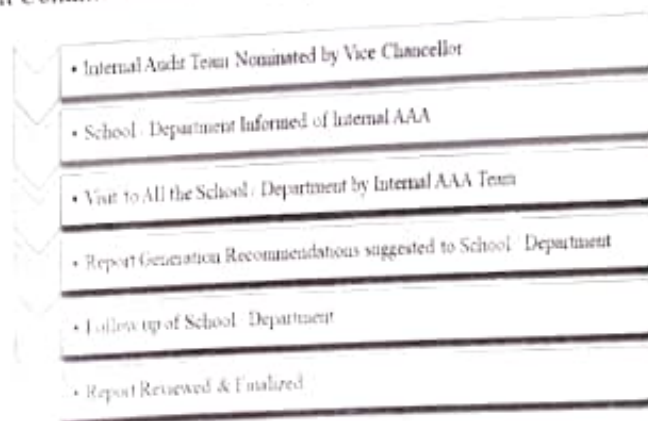 • Internal Audit Team Nominated by Vice Chancellor
• School / Department Informed of Internal AAA
• Visit to All the School / Department by Internal AAA Team
• Report Generation Recommendations suggested to School / Department
• Follow up of School / Department
• Report Reviewed & Finalized